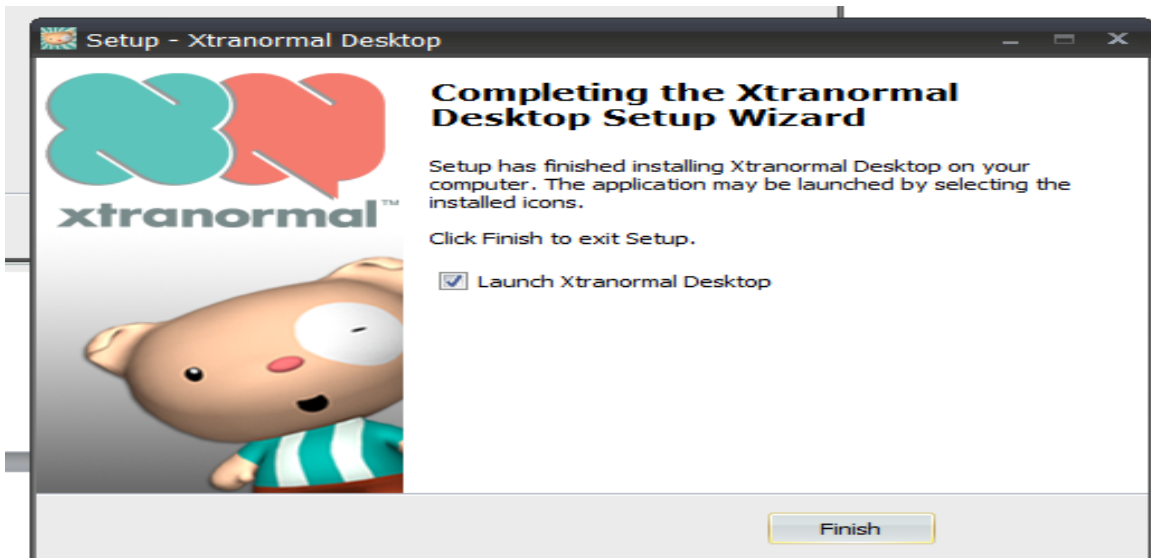 Setup - Xtranormal Desktop
xtranormal™
Completing the Xtranormal
Desktop Setup Wizard
Setup has finished installing Xtranormal Desktop on your
computer. The application may be launched by selecting the
installed icons.
Click Finish to exit Setup.
Launch Xtranormal Desktop
Finish